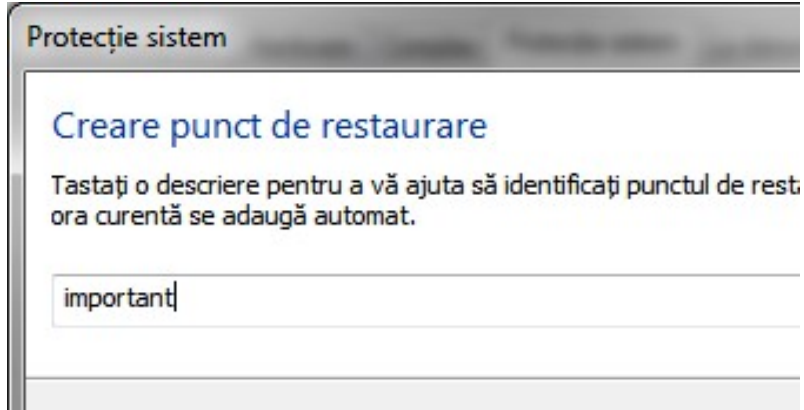 Protecție sistem
Creare punct de restaurare
Tastați o descriere pentru a vă ajuta să identificați punctul de
ora curentă se adaugă automat.
important